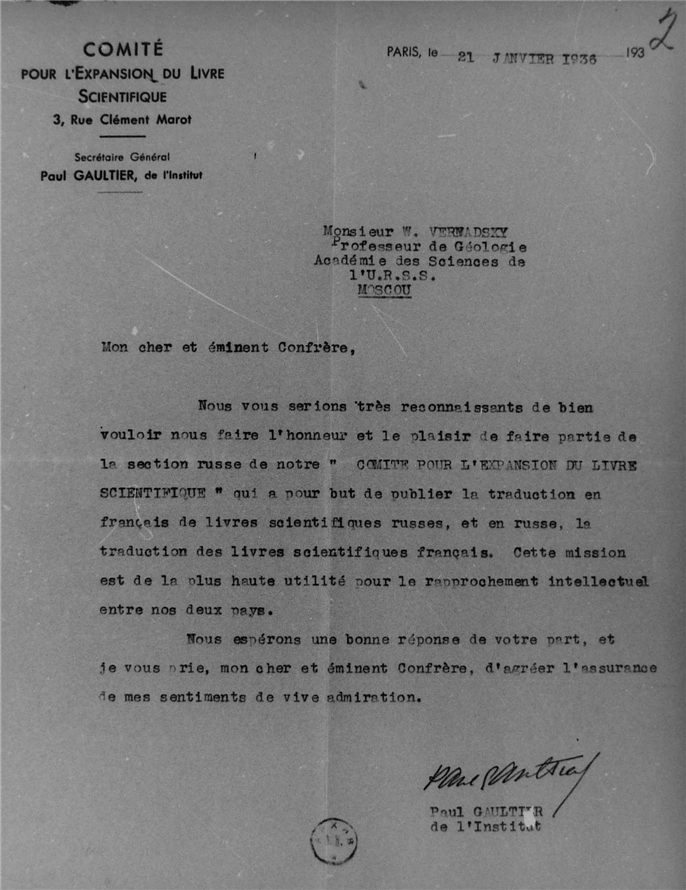 2
COMITÉ
POUR L'EXPANSION DU LIVRE
SCIENTIFIQUE
3, Rue Clément Marot
Secrétaire Général
Paul GAULTIER, de l'Institut
PARIS, le 21 JANVIER 1936 193
Monsieur W. VERNADSKY
Professeur de Géologie
Académie des Sciences de
l'U.R.S.S.
MOSCOU
Mon cher et éminent Confrère,
Nous vous serions très reconnaissants de bien
vouloir nous faire l'honneur et le plaisir de faire partie de
la section russe de notre " COMITE POUR L'EXPANSION DU LIVRE
SCIENTIFIQUE " qui a pour but de publier la traduction en
français de livres scientifiques russes, et en russe, la
traduction des livres scientifiques français. Cette mission
est de la plus haute utilité pour le rapprochement intellectuel
entre nos deux pays.
Nous espérons une bonne réponse de votre part, et
je vous prie, mon cher et éminent Confrère, d'agréer l'assurance
de mes sentiments de vive admiration.
Paul Gaultier
Paul GAULTIER
de l'Institut